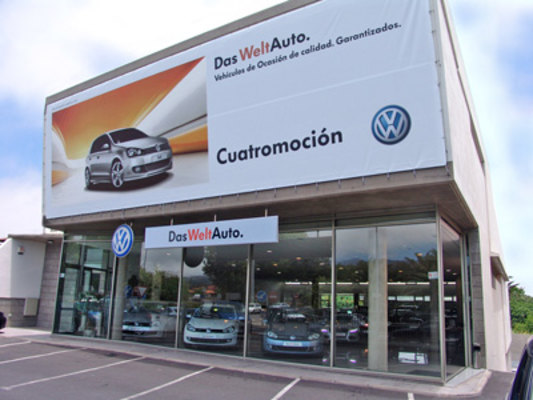 Das WeltAuto.
Vehículos de Ocasión de calidad. Garantizados.
Cuatromoción
Das WeltAuto.